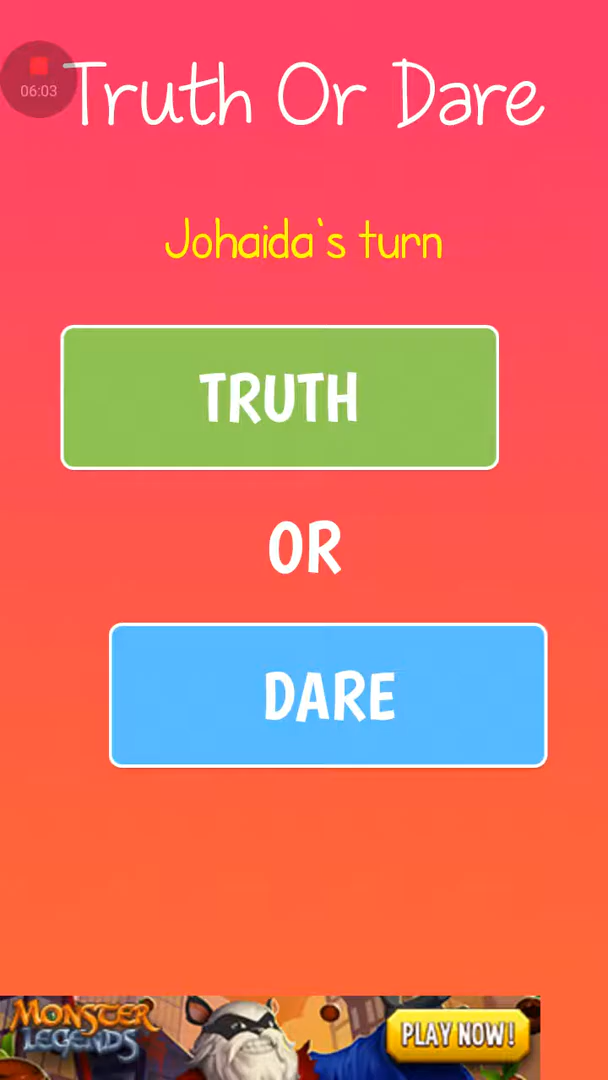 06:03
Truth Or Dare
Johaida`s turn
TRUTH
OR
DARE
MONSTER
LEGENDS
PLAY NOW!